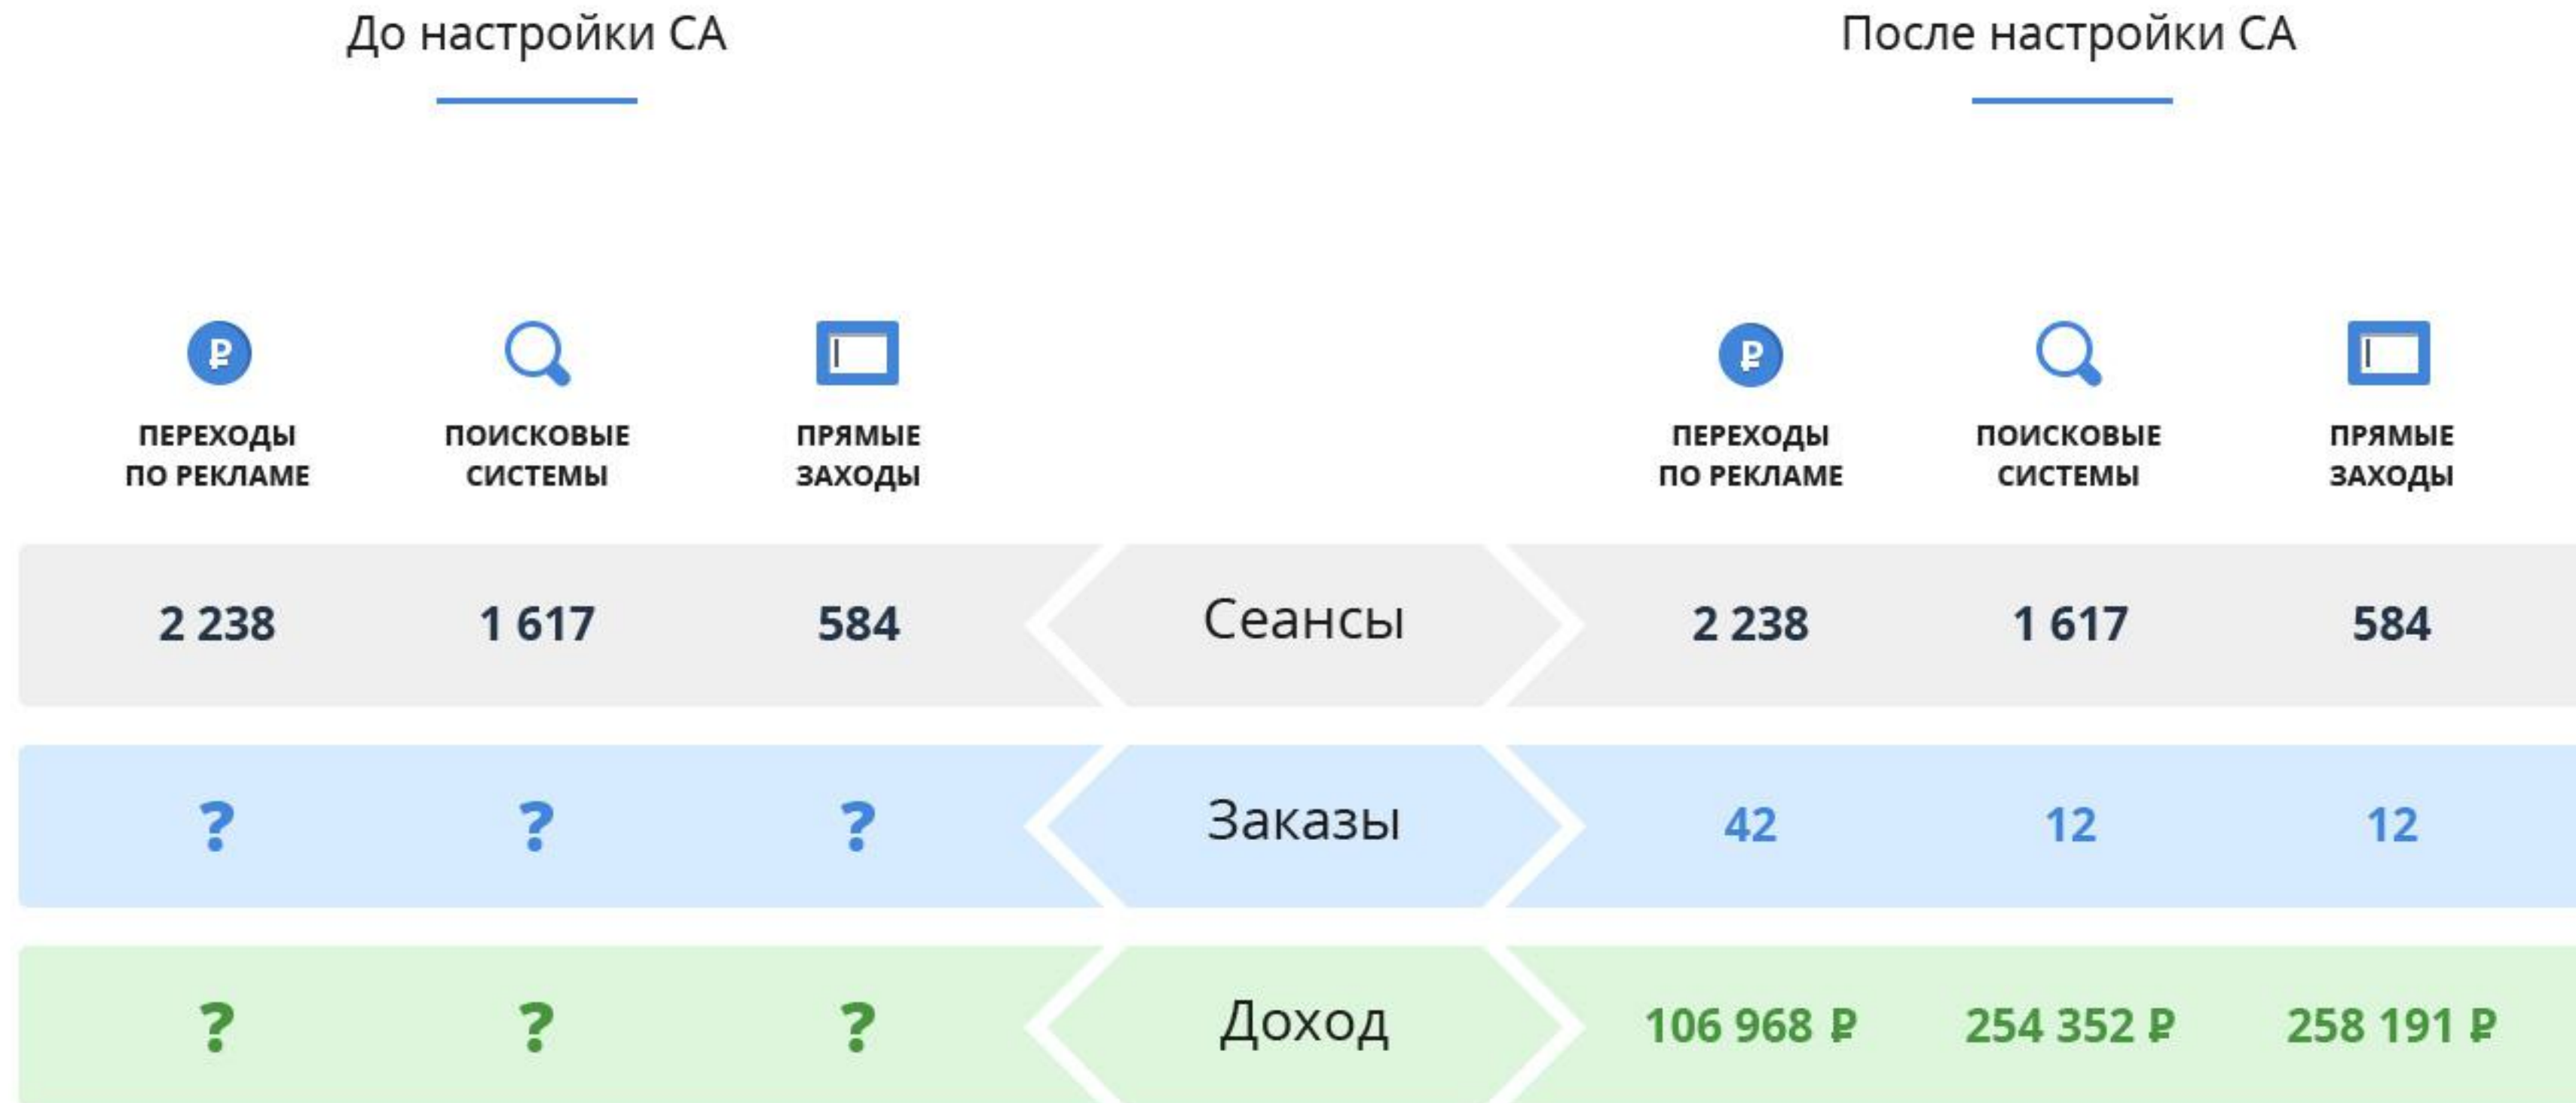 До настройки СА
После настройки СА
ПЕРЕХОДЫ
ПО РЕКЛАМЕ
ПОИСКОВЫЕ
СИСТЕМЫ
ПРЯМЫЕ
ЗАХОДЫ
ПЕРЕХОДЫ
ПО РЕКЛАМЕ
ПОИСКОВЫЕ
СИСТЕМЫ
ПРЯМЫЕ
ЗАХОДЫ
2 238 1 617 584 Сеансы 2 238 1 617 584
? ? ? Заказы 42 12 12
? ? ? Доход 106 968 ₽ 254 352 ₽ 258 191 ₽